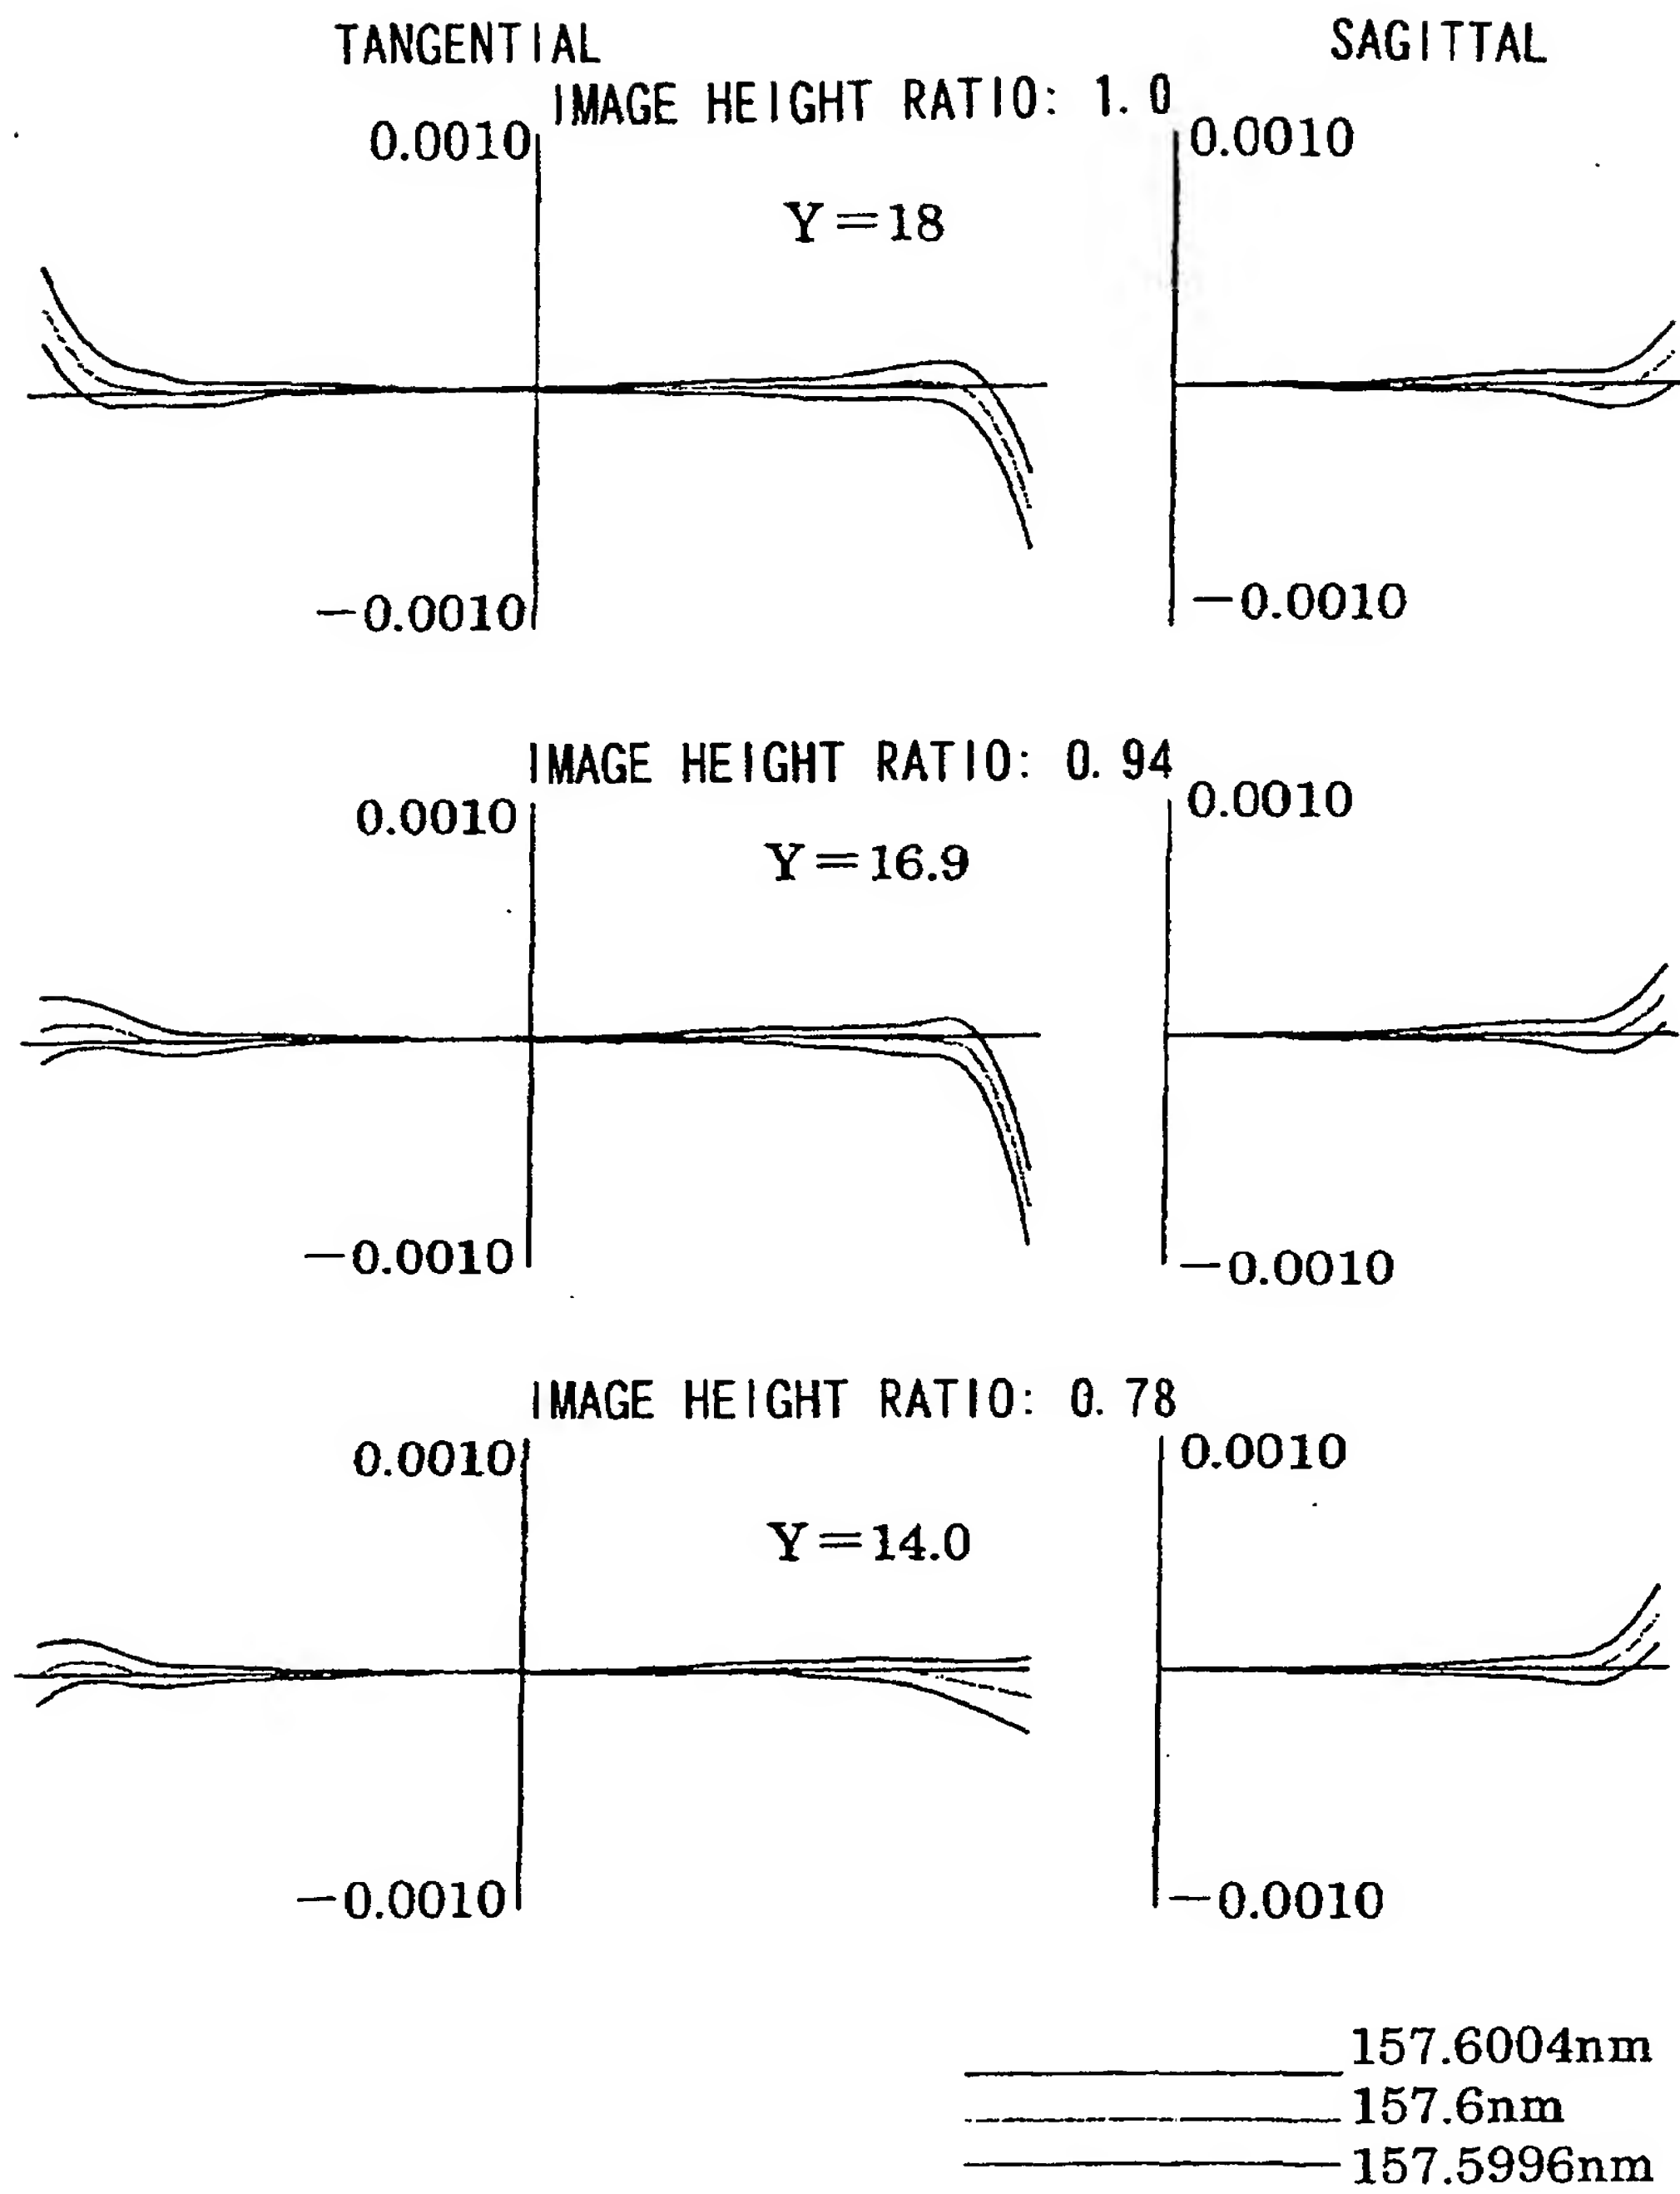 TANGENTIAL
SAGITTAL
IMAGE HEIGHT RATIO: 1.0
0.0010
0.0010
Y=18
−0.0010
−0.0010
IMAGE HEIGHT RATIO: 0.94
0.0010
0.0010
Y=16.9
−0.0010
−0.0010
IMAGE HEIGHT RATIO: 0.78
0.0010
0.0010
Y=14.0
−0.0010
−0.0010
157.6004nm
157.6nm
157.5996nm